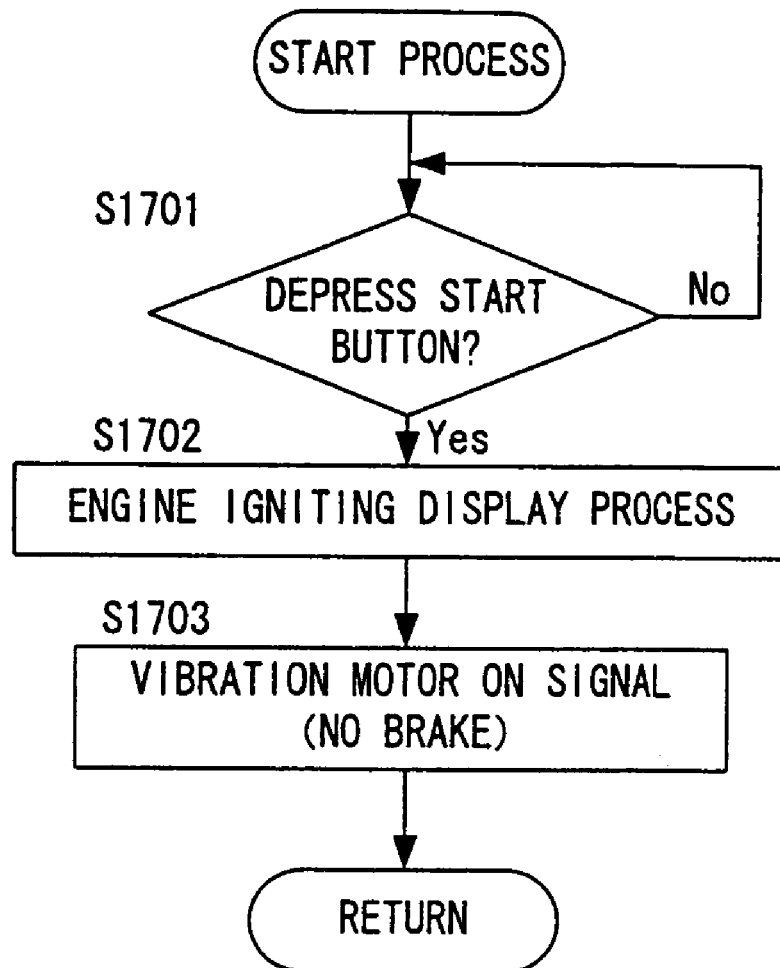 START PROCESS
S1701
DEPRESS START
BUTTON?
No
S1702
Yes
ENGINE IGNITING DISPLAY PROCESS
S1703
VIBRATION MOTOR ON SIGNAL
(NO BRAKE)
RETURN